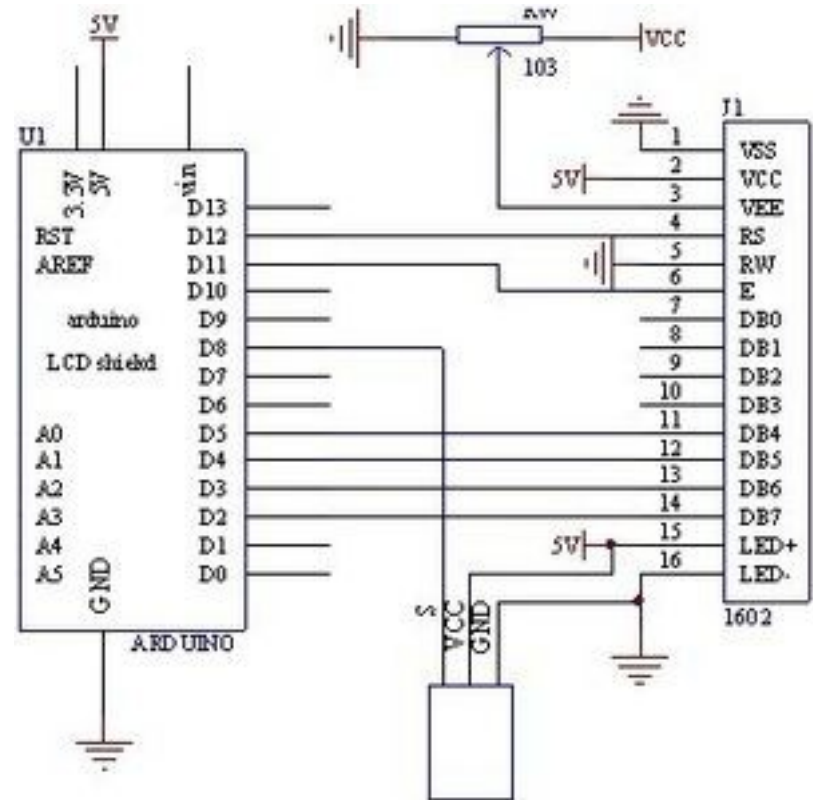 5V
VCC
103
U1
J1
3.3V
5V
vin
D13
RST
D12
AREF
D11
D10
arduino
D9
LCD shiekd
D8
D7
D6
A0
D5
A1
D4
A2
D3
A3
D2
A4
D1
A5
D0
GND
ARDUINO
1 VSS
5V 2 VCC
3 VEE
4 RS
5 RW
6 E
7 DB0
8 DB1
9 DB2
10 DB3
11 DB4
12 DB5
13 DB6
14 DB7
5V 15 LED+
16 LED-
1602
S
VCC
GND